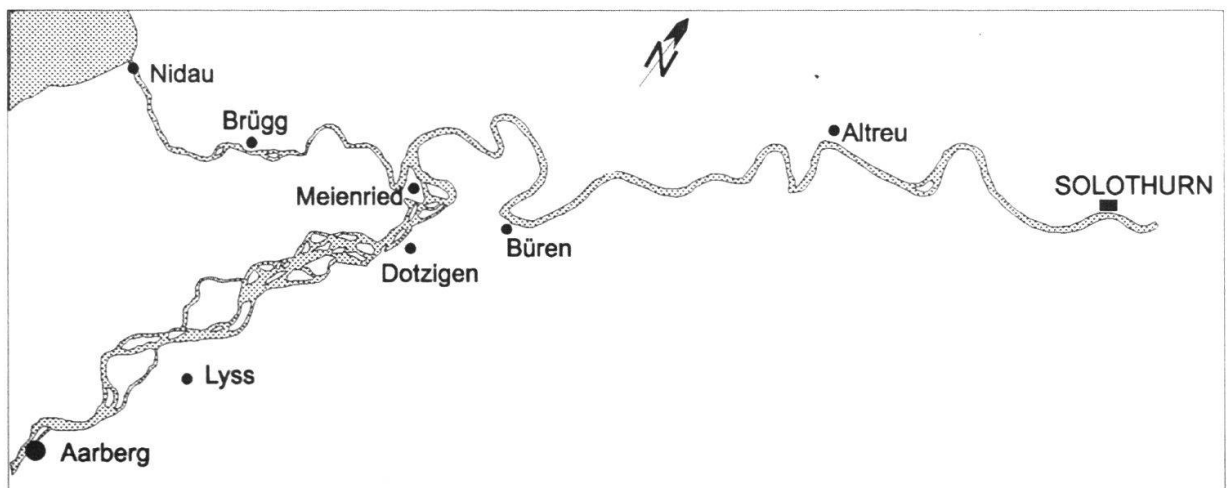 N
Nidau
Brügg
Altreu
Meienried
SOLOTHURN
Büren
Dotzigen
Lyss
Aarberg